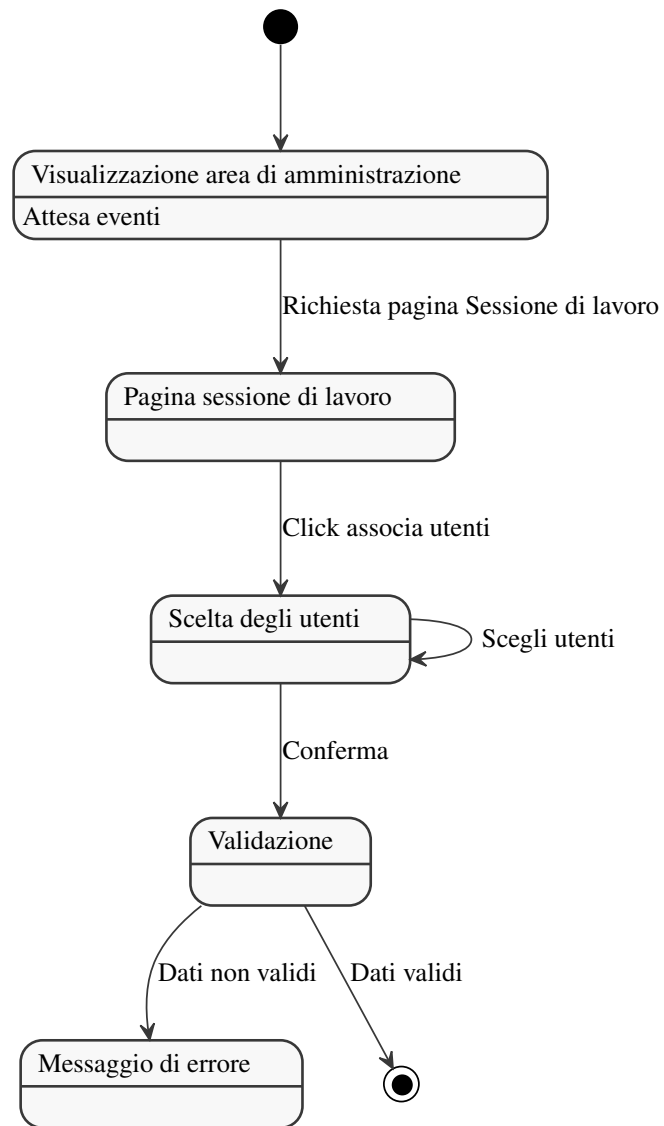 Visualizzazione area di amministrazione
Attesa eventi
Richiesta pagina Sessione di lavoro
Pagina sessione di lavoro
Click associa utenti
Scelta degli utenti
Scegli utenti
Conferma
Validazione
Dati non validi
Dati validi
Messaggio di errore